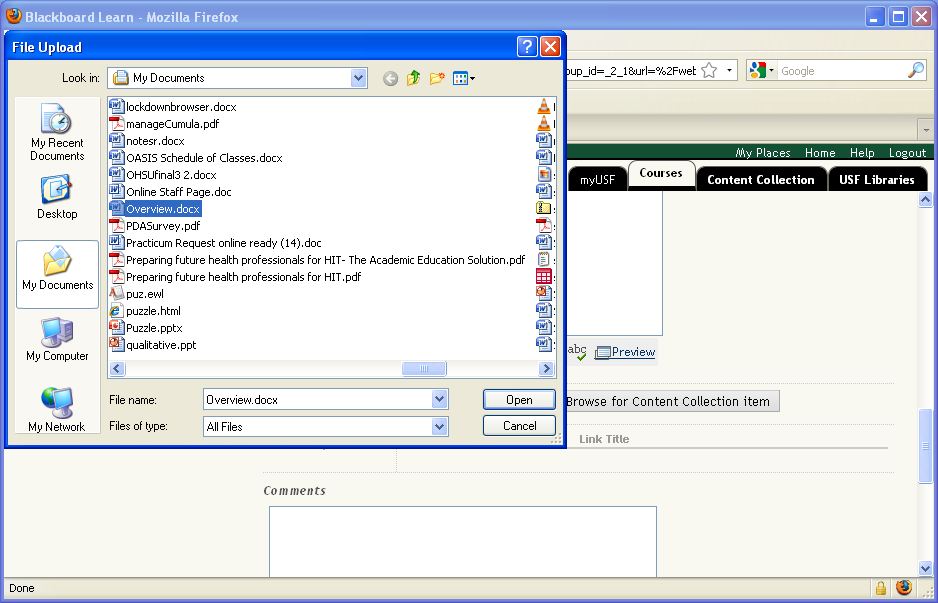 Blackboard Learn - Mozilla Firefox
File Upload
Look in:
My Documents
oup_id=_2_1&url=%2Fweb
Google
My Recent
Documents
Desktop
My Documents
My Computer
My Network
lockdownbrowser.docx
manageCumula.pdf
notesr.docx
OASIS Schedule of Classes.docx
OHSUfinal3 2.docx
Online Staff Page.doc
Overview.docx
PDASurvey.pdf
Practicum Request online ready (14).doc
Preparing future health professionals for HIT- The Academic Education Solution.pdf
Preparing future health professionals for HIT.pdf
puz.ewl
puzzle.html
Puzzle.pptx
qualitative.ppt
File name:
Overview.docx
Open
Files of type:
All Files
Cancel
My Places Home Help Logout
myUSF Courses Content Collection USF Libraries
abc
Preview
Browse for Content Collection item
Link Title
Comments
Done